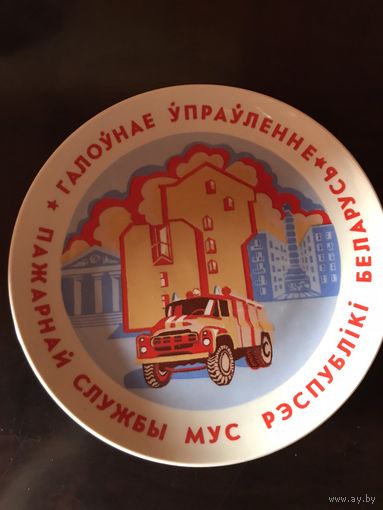 ГАЛОЎНАЕ ЎПРАЎЛЕННЕ★
★ ПАЖАРНАЙ СЛУЖБЫ МУС РЭСПУБЛІКІ БЕЛАРУСЬ
www.ay.by